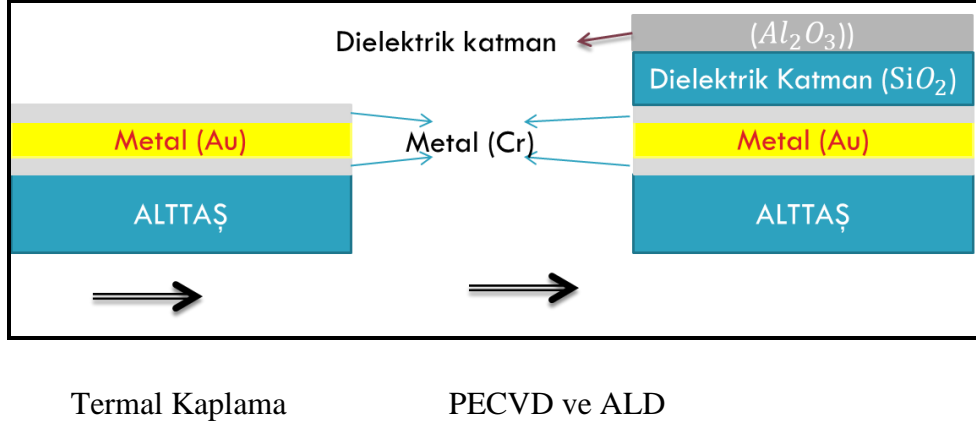 Dielektrik katman
(Al₂O₃))
Dielektrik Katman (SiO₂)
Metal (Au)
Metal (Cr)
Metal (Au)
ALTTAŞ
ALTTAŞ
Termal Kaplama
PECVD ve ALD